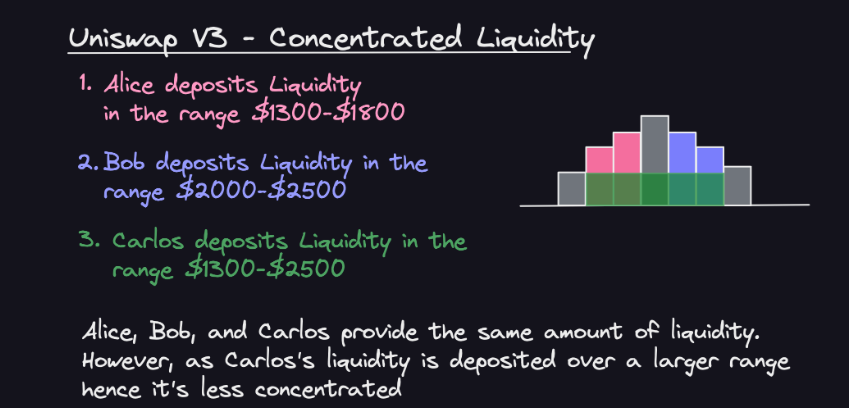 Uniswap V3 - Concentrated Liquidity
1. Alice deposits Liquidity
in the range $1300-$1800
2. Bob deposits Liquidity in the
range $2000-$2500
3. Carlos deposits Liquidity in the
range $1300-$2500
Alice, Bob, and Carlos provide the same amount of liquidity.
However, as Carlos's liquidity is deposited over a larger range
hence it's less concentrated